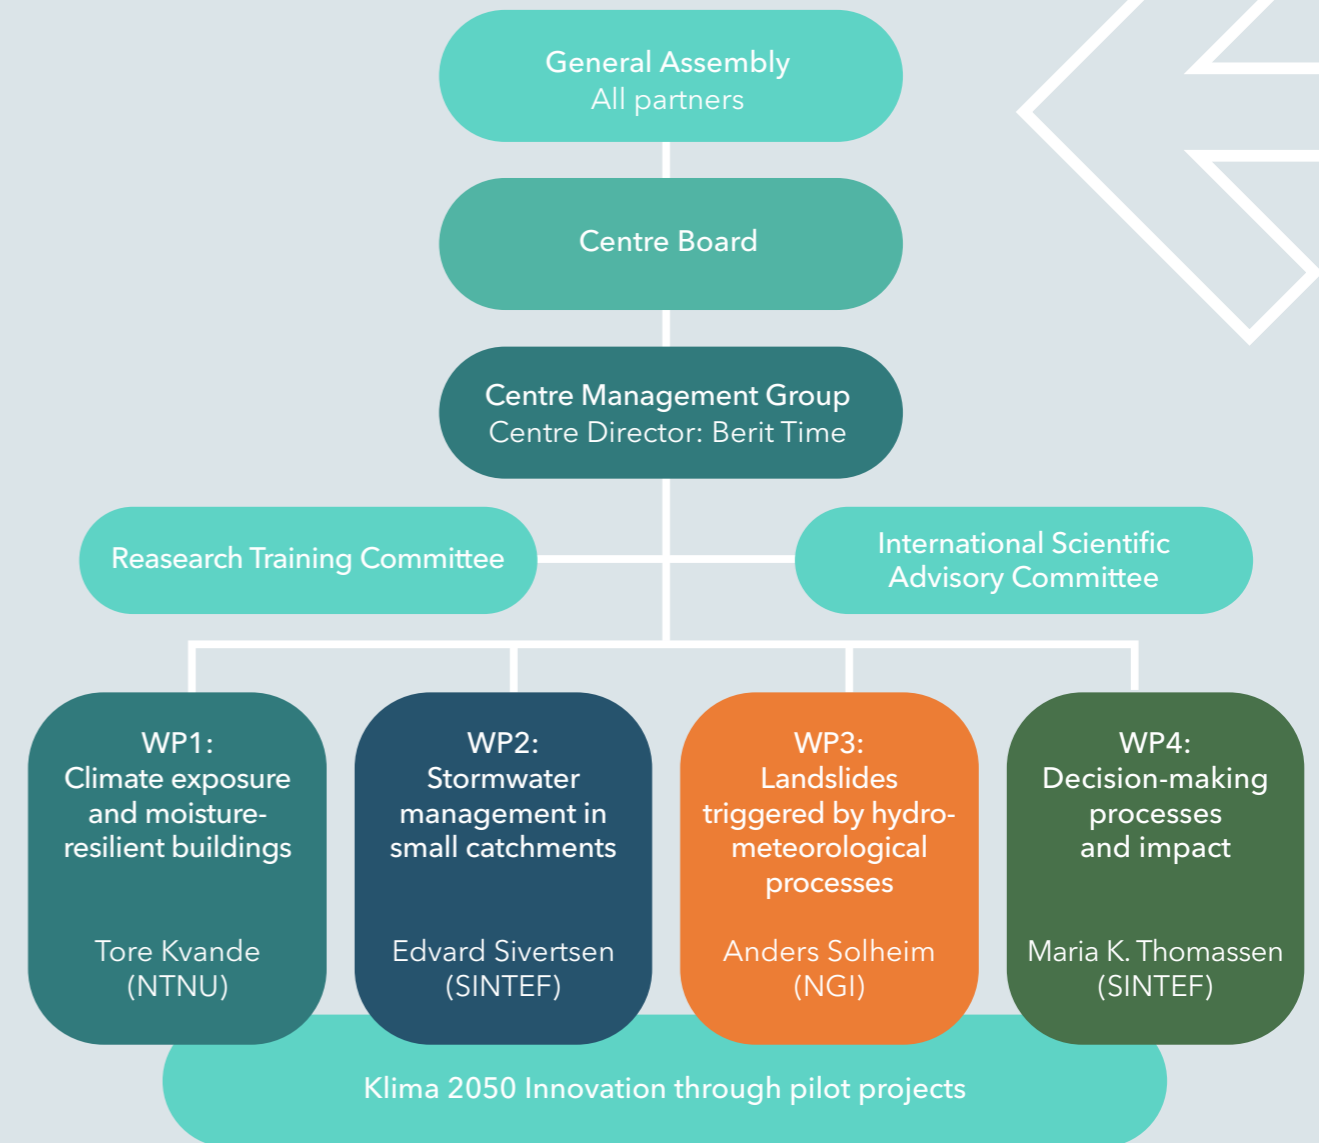 General Assembly
All partners
Centre Board
Centre Management Group
Centre Director: Berit Time
Reasearch Training Committee
International Scientific
Advisory Committee
WP1:
Climate exposure
and moisture-
resilient buildings
Tore Kvande
(NTNU)
WP2:
Stormwater
management in
small catchments
Edvard Sivertsen
(SINTEF)
WP3:
Landslides
triggered by hydro-
meteorological
processes
Anders Solheim
(NGI)
WP4:
Decision-making
processes
and impact
Maria K. Thomassen
(SINTEF)
Klima 2050 Innovation through pilot projects